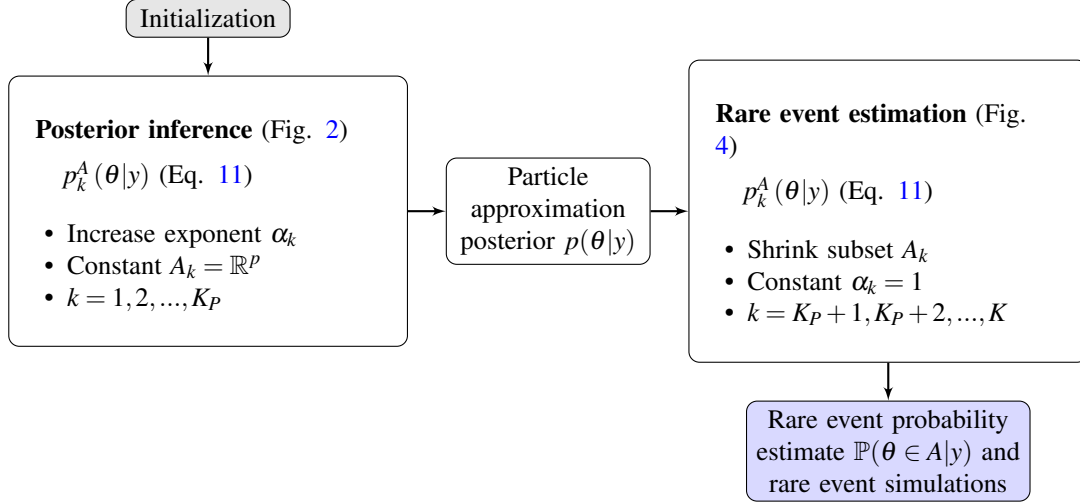 Initialization
Posterior inference (Fig. 2)
p_k^A (θ|y) (Eq. 11)
• Increase exponent α_k
• Constant A_k = ℝ^p
• k = 1, 2, ..., K_P
Particle
approximation
posterior p(θ|y)
Rare event estimation (Fig.
4)
p_k^A (θ|y) (Eq. 11)
• Shrink subset A_k
• Constant α_k = 1
• k = K_P + 1, K_P + 2, ..., K
Rare event probability
estimate ℙ(θ ∈ A|y) and
rare event simulations